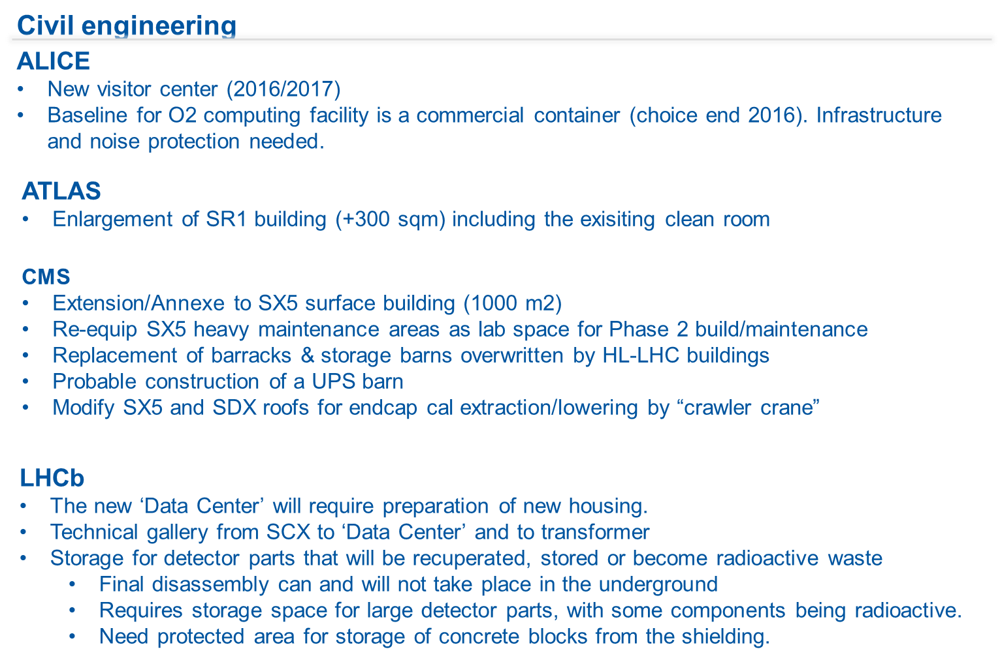 Civil engineering
ALICE
• New visitor center (2016/2017)
• Baseline for O2 computing facility is a commercial container (choice end 2016). Infrastructure
and noise protection needed.
ATLAS
• Enlargement of SR1 building (+300 sqm) including the exisiting clean room
CMS
• Extension/Annexe to SX5 surface building (1000 m2)
• Re-equip SX5 heavy maintenance areas as lab space for Phase 2 build/maintenance
• Replacement of barracks & storage barns overwritten by HL-LHC buildings
• Probable construction of a UPS barn
• Modify SX5 and SDX roofs for endcap cal extraction/lowering by “crawler crane”
LHCb
• The new ‘Data Center’ will require preparation of new housing.
• Technical gallery from SCX to ‘Data Center’ and to transformer
• Storage for detector parts that will be recuperated, stored or become radioactive waste
• Final disassembly can and will not take place in the underground
• Requires storage space for large detector parts, with some components being radioactive.
• Need protected area for storage of concrete blocks from the shielding.